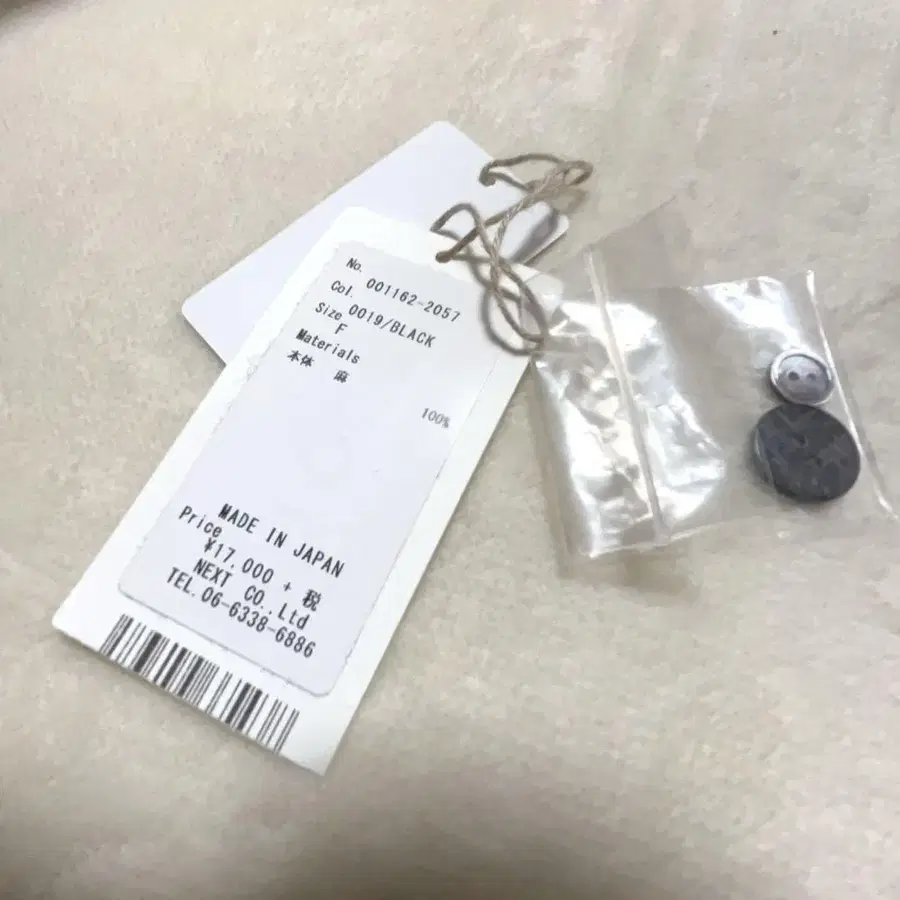 No. 001162-2057
Col. 0019/BLACK
Size F
Materials
本体 麻
100%
MADE IN JAPAN
Price
¥17,000 + 税
NEXT CO.,Ltd
TEL.06-6338-6886